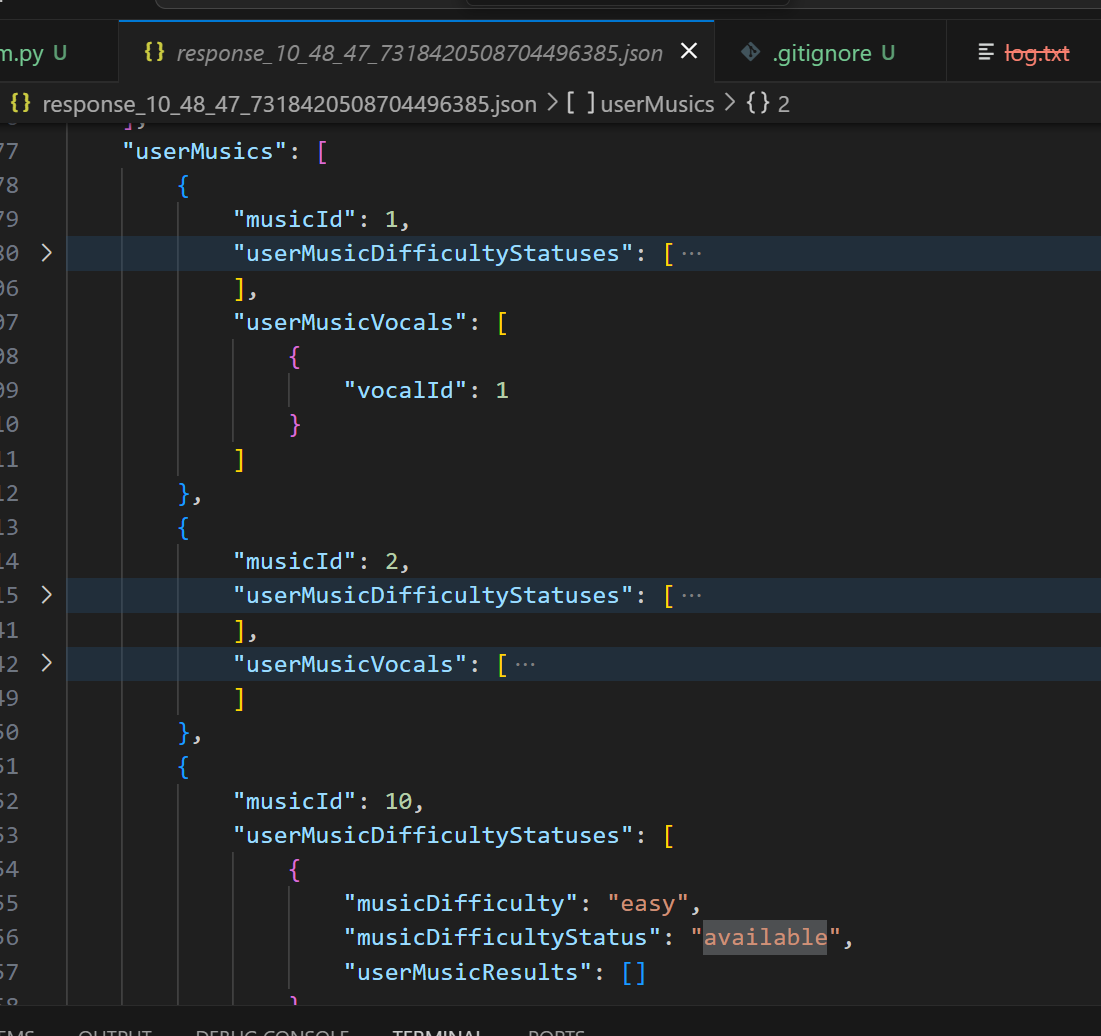 m.py U {} response_10_48_47_7318420508704496385.json × .gitignore U log.txt
{} response_10_48_47_7318420508704496385.json > [ ] userMusics > {} 2
],
77 "userMusics": [
78 {
79 "musicId": 1,
80 > "userMusicDifficultyStatuses": [ ···
06 ],
07 "userMusicVocals": [
08 {
09 "vocalId": 1
10 }
11 ]
12 },
13 {
14 "musicId": 2,
15 > "userMusicDifficultyStatuses": [ ···
41 ],
42 > "userMusicVocals": [ ···
49 ]
50 },
51 {
52 "musicId": 10,
53 "userMusicDifficultyStatuses": [
54 {
55 "musicDifficulty": "easy",
56 "musicDifficultyStatus": "available",
57 "userMusicResults": []
58 }
EMS OUTPUT DEBUG CONSOLE TERMINAL PORTS